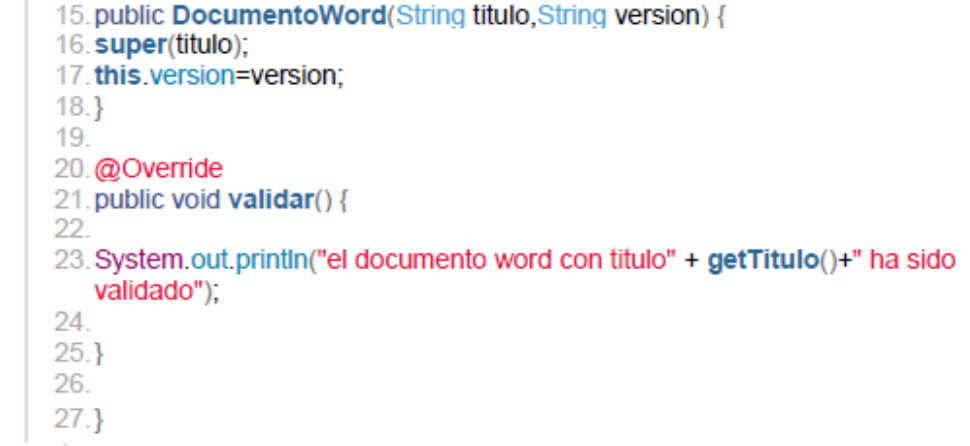 15. public DocumentoWord(String titulo,String version) {
16. super(titulo);
17. this.version=version;
18. }
19.
20. @Override
21. public void validar() {
22.
23. System.out.println("el documento word con titulo" + getTitulo()+" ha sido
validado");
24.
25. }
26.
27. }